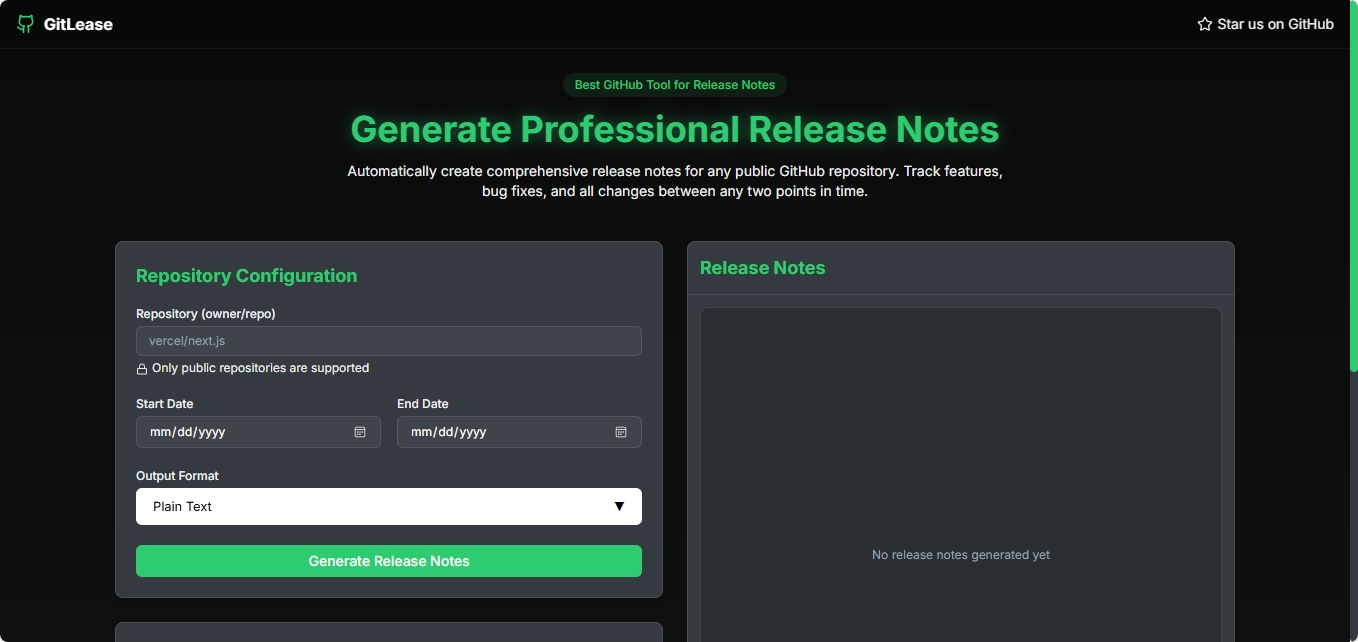 GitLease
Star us on GitHub
Best GitHub Tool for Release Notes
Generate Professional Release Notes
Automatically create comprehensive release notes for any public GitHub repository. Track features,
bug fixes, and all changes between any two points in time.
Repository Configuration
Repository (owner/repo)
vercel/next.js
Only public repositories are supported
Start Date
End Date
mm/dd/yyyy
mm/dd/yyyy
Output Format
Plain Text
Generate Release Notes
Release Notes
No release notes generated yet